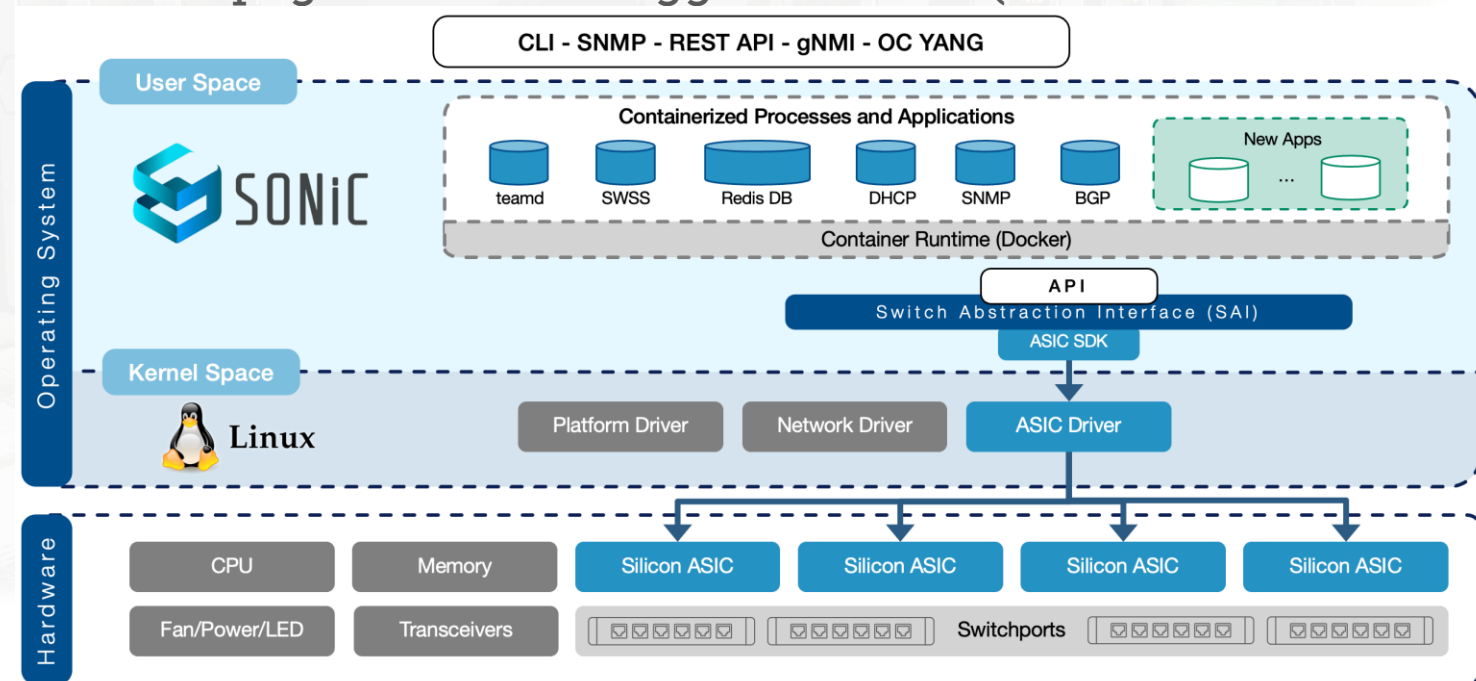 CLI - SNMP - REST API - gNMI - OC YANG
User Space
Operating System
SONiC
Containerized Processes and Applications
teamd
SWSS
Redis DB
DHCP
SNMP
BGP
New Apps
...
Container Runtime (Docker)
API
Switch Abstraction Interface (SAI)
ASIC SDK
Kernel Space
Linux
Platform Driver
Network Driver
ASIC Driver
Hardware
CPU
Memory
Silicon ASIC
Silicon ASIC
Silicon ASIC
Silicon ASIC
Fan/Power/LED
Transceivers
Switchports